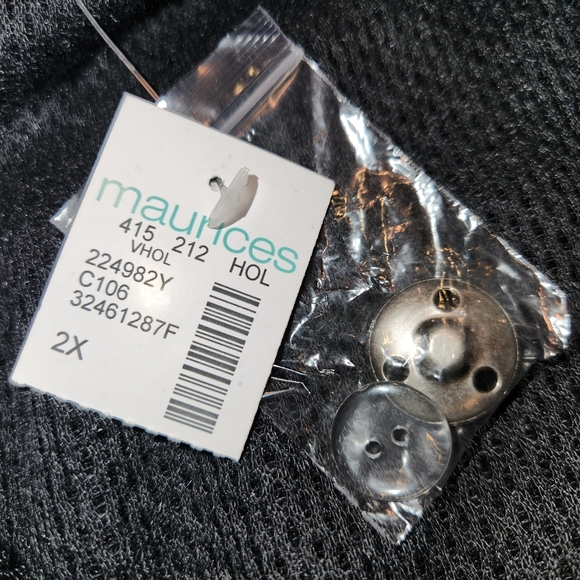 maurices
415 212 HOL
VHOL
224982Y
C106
32461287F
2X